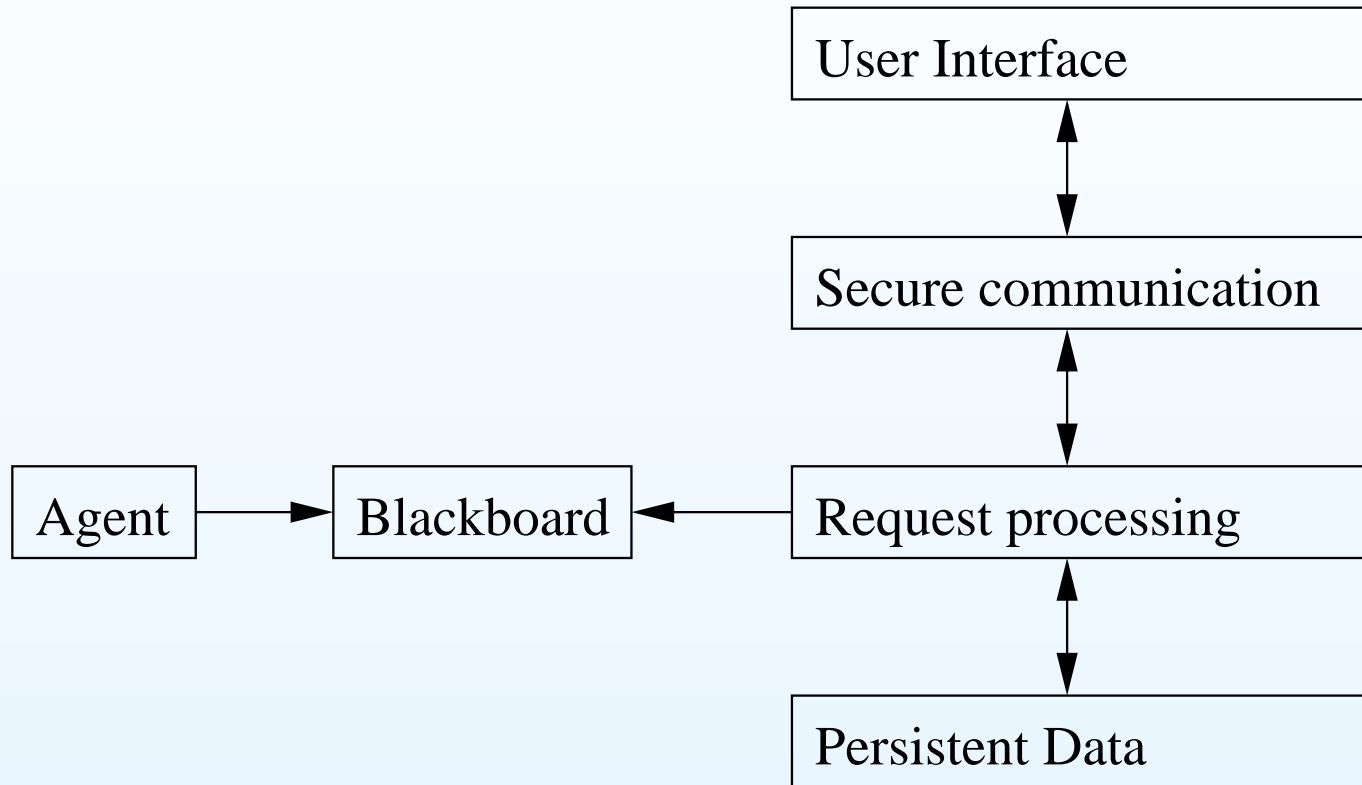 User Interface
Secure communication
Agent
Blackboard
Request processing
Persistent Data